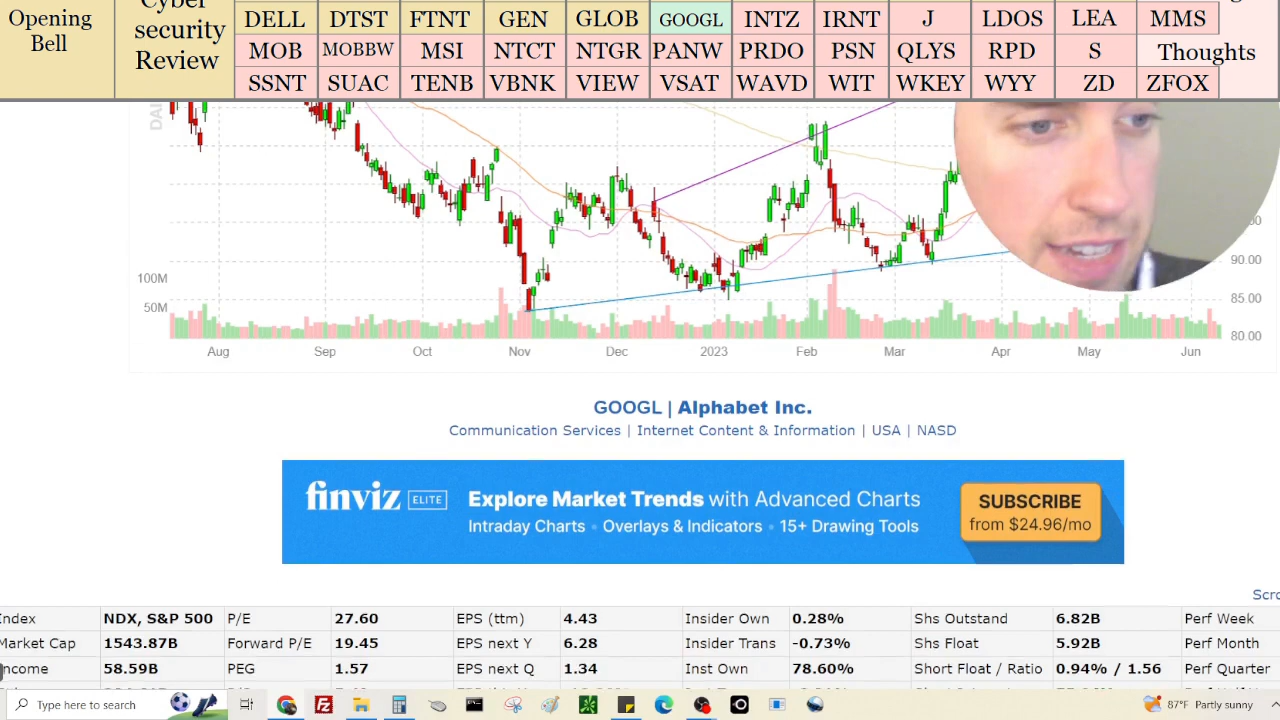 Opening
Bell
Cyber
security
Review
DELL DTST FTNT GEN GLOB GOOGL INTZ IRNT J LDOS LEA MMS
MOB MOBBW MSI NTCT NTGR PANW PRDO PSN QLYS RPD S Thoughts
SSNT SUAC TENB VBNK VIEW VSAT WAVD WIT WKEY WYY ZD ZFOX
100M
50M
90.00
85.00
80.00
Aug Sep Oct Nov Dec 2023 Feb Mar Apr May Jun
GOOGL | Alphabet Inc.
Communication Services | Internet Content & Information | USA | NASD
finviz ELITE Explore Market Trends with Advanced Charts
Intraday Charts • Overlays & Indicators • 15+ Drawing Tools
SUBSCRIBE
from $24.96/mo
Index NDX, S&P 500 P/E 27.60 EPS (ttm) 4.43 Insider Own 0.28% Shs Outstand 6.82B Perf Week
Market Cap 1543.87B Forward P/E 19.45 EPS next Y 6.28 Insider Trans -0.73% Shs Float 5.92B Perf Month
Income 58.59B PEG 1.57 EPS next Q 1.34 Inst Own 78.60% Short Float / Ratio 0.94% / 1.56 Perf Quarter
Type here to search 87°F Partly sunny